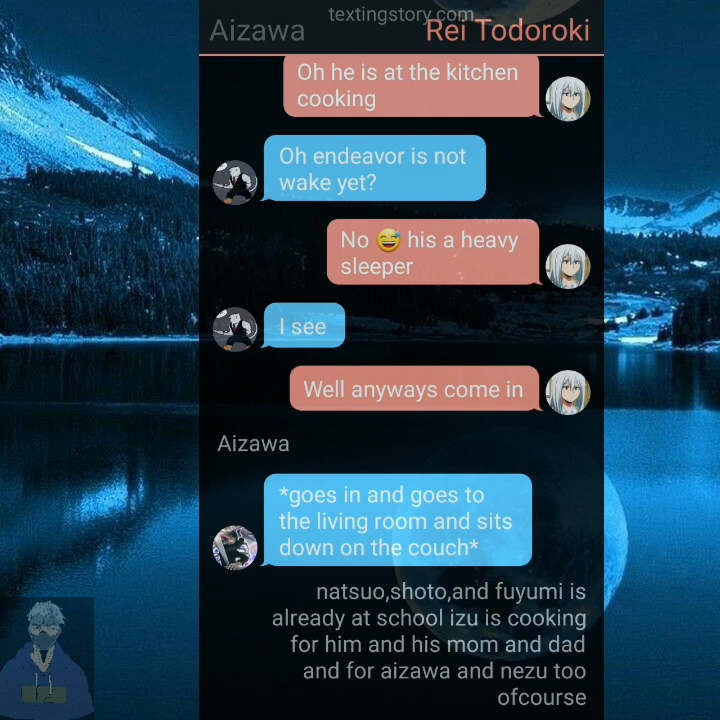 textingstory.com
Aizawa
Rei Todoroki
Oh he is at the kitchen
cooking
Oh endeavor is not
wake yet?
No 😅 his a heavy
sleeper
I see
Well anyways come in
Aizawa
*goes in and goes to
the living room and sits
down on the couch*
natsuo,shoto,and fuyumi is
already at school izu is cooking
for him and his mom and dad
and for aizawa and nezu too
ofcourse